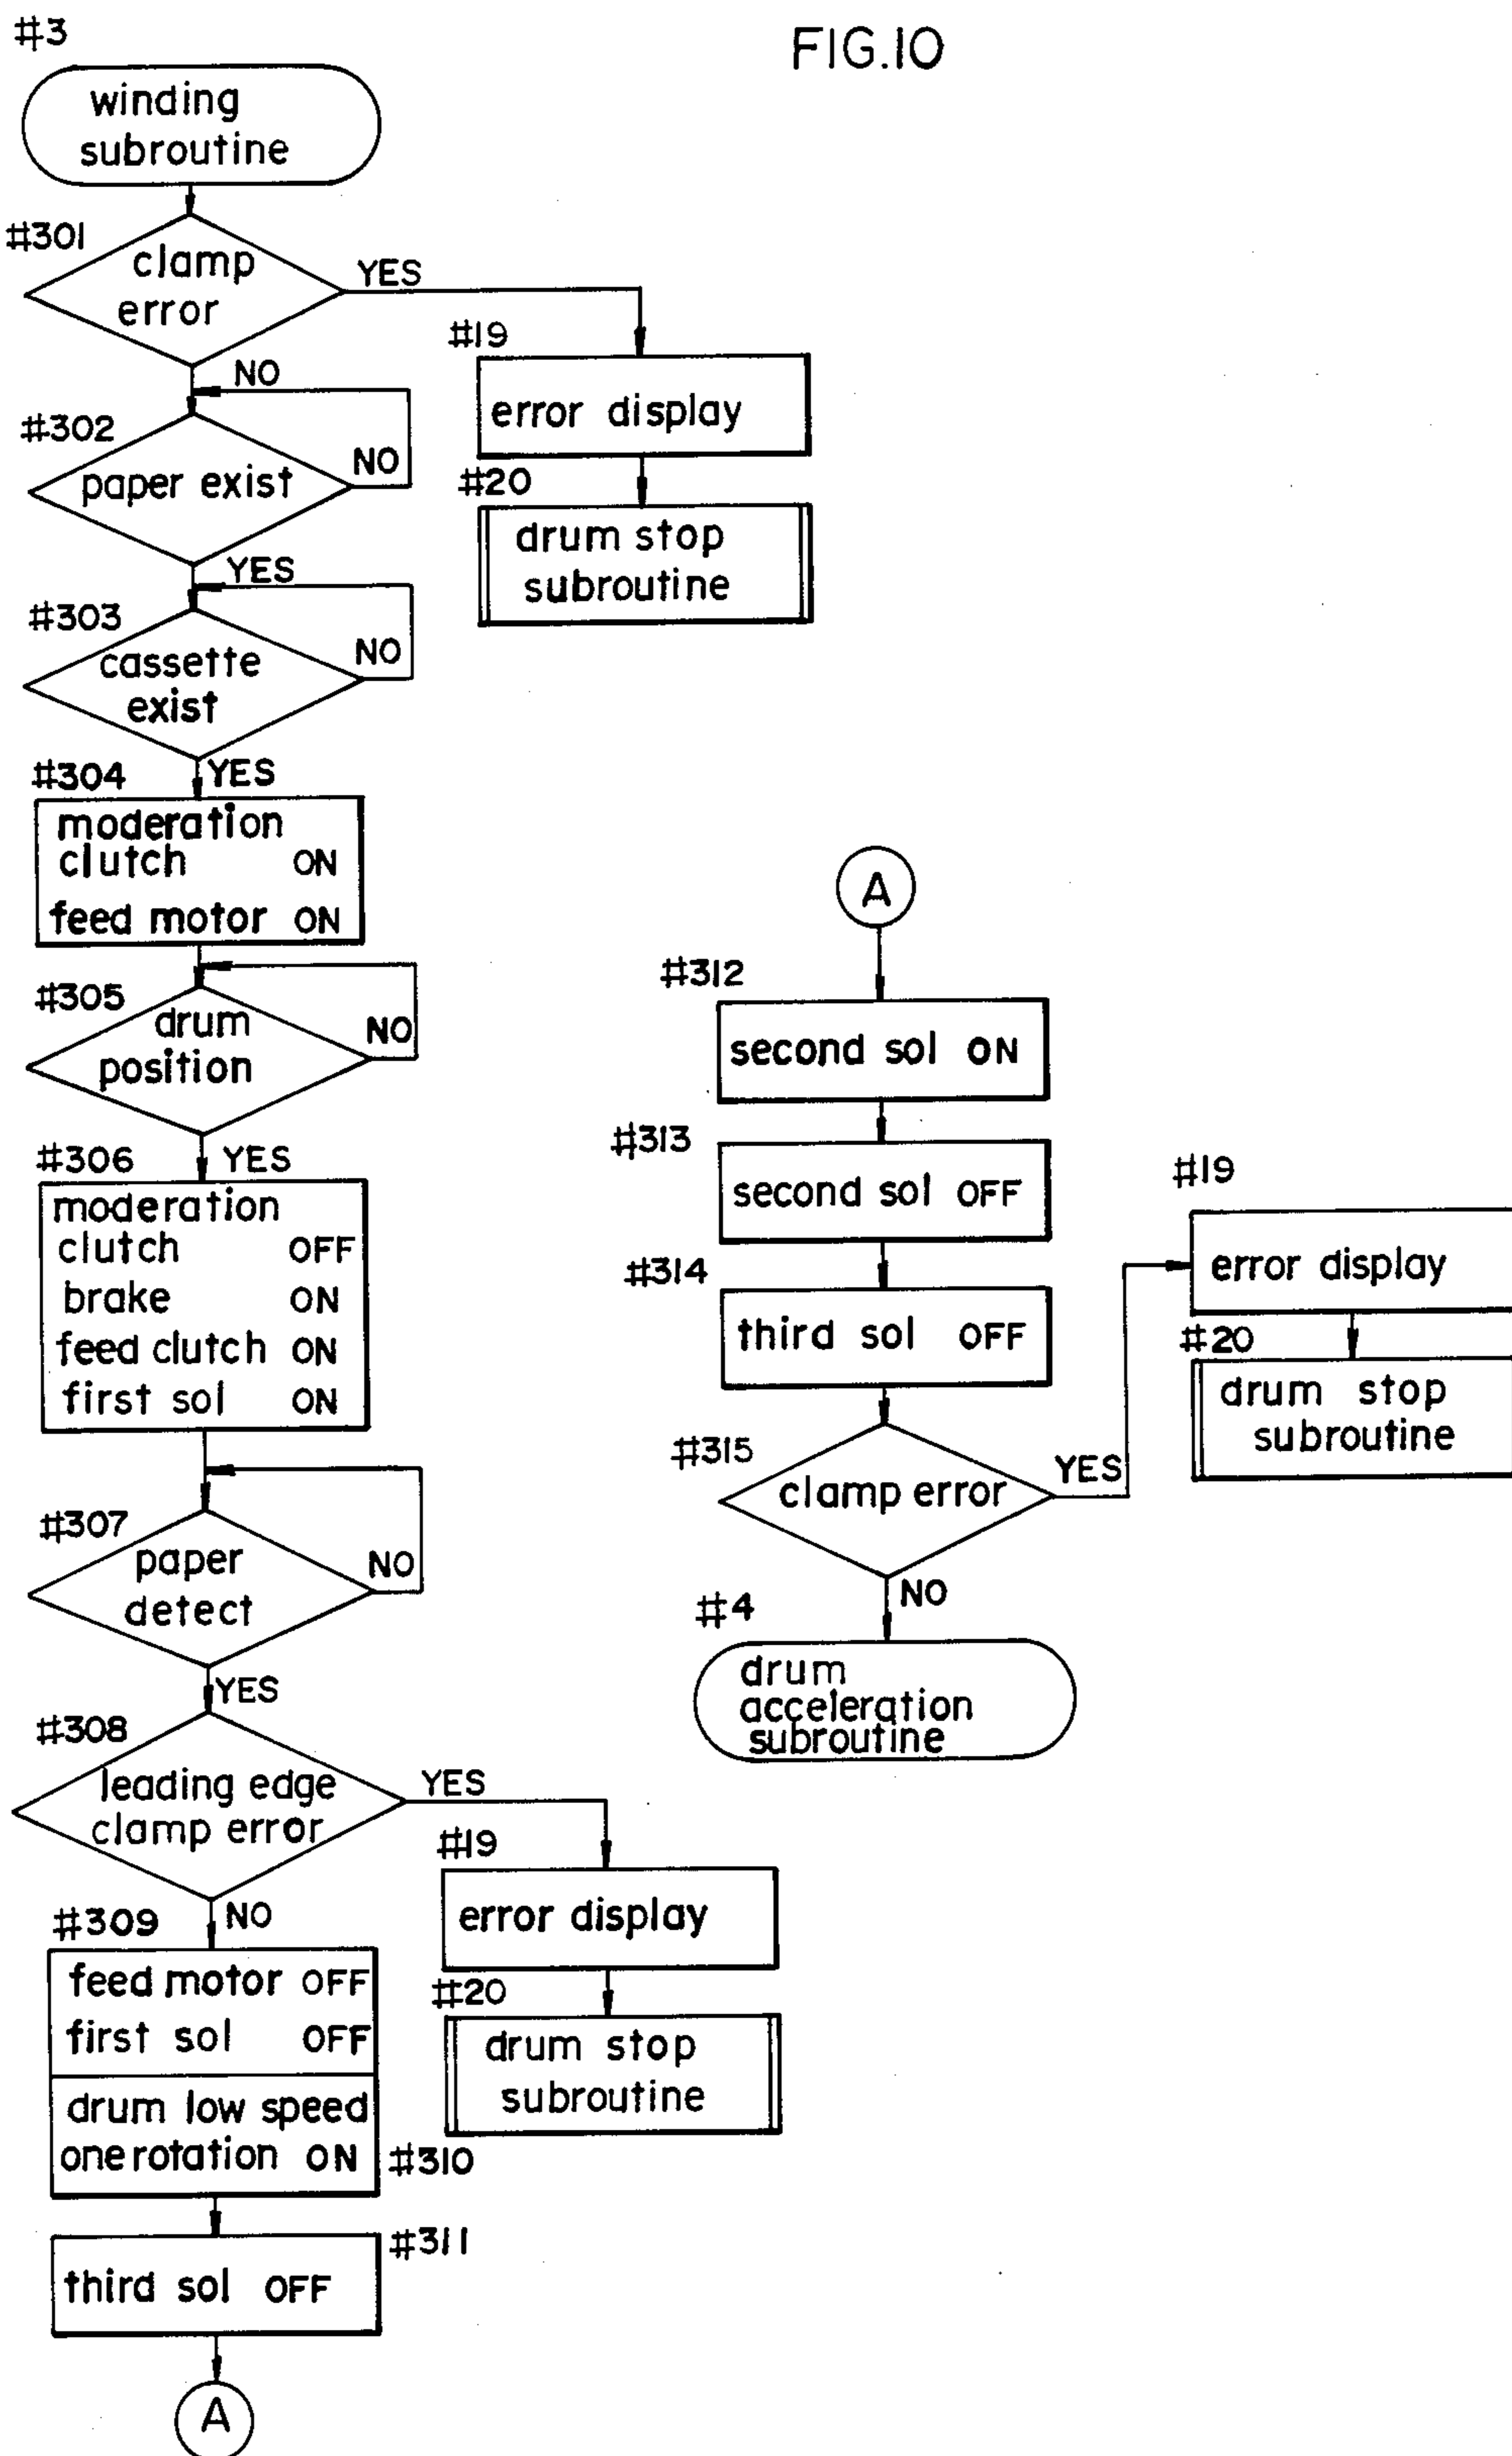 #3
FIG.10
winding
subroutine
#301
clamp
error
YES
#19
error display
#20
drum stop
subroutine
NO
#302
paper exist
NO
YES
#303
cassette
exist
NO
#304
YES
moderation
clutch ON
feed motor ON
#305
drum
position
NO
#306
YES
moderation
clutch OFF
brake ON
feed clutch ON
first sol ON
#307
paper
detect
NO
YES
#308
leading edge
clamp error
YES
#19
error display
#20
drum stop
subroutine
NO
#309
feed motor OFF
first sol OFF
drum low speed
one rotation ON
#310
#311
third sol OFF
A
A
#312
second sol ON
#313
second sol OFF
#314
third sol OFF
#315
clamp error
YES
#19
error display
#20
drum stop
subroutine
NO
#4
drum
acceleration
subroutine